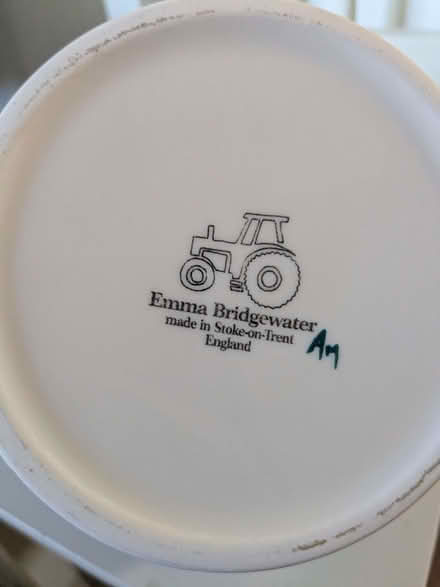 Emma Bridgewater
made in Stoke-on-Trent
England
AM